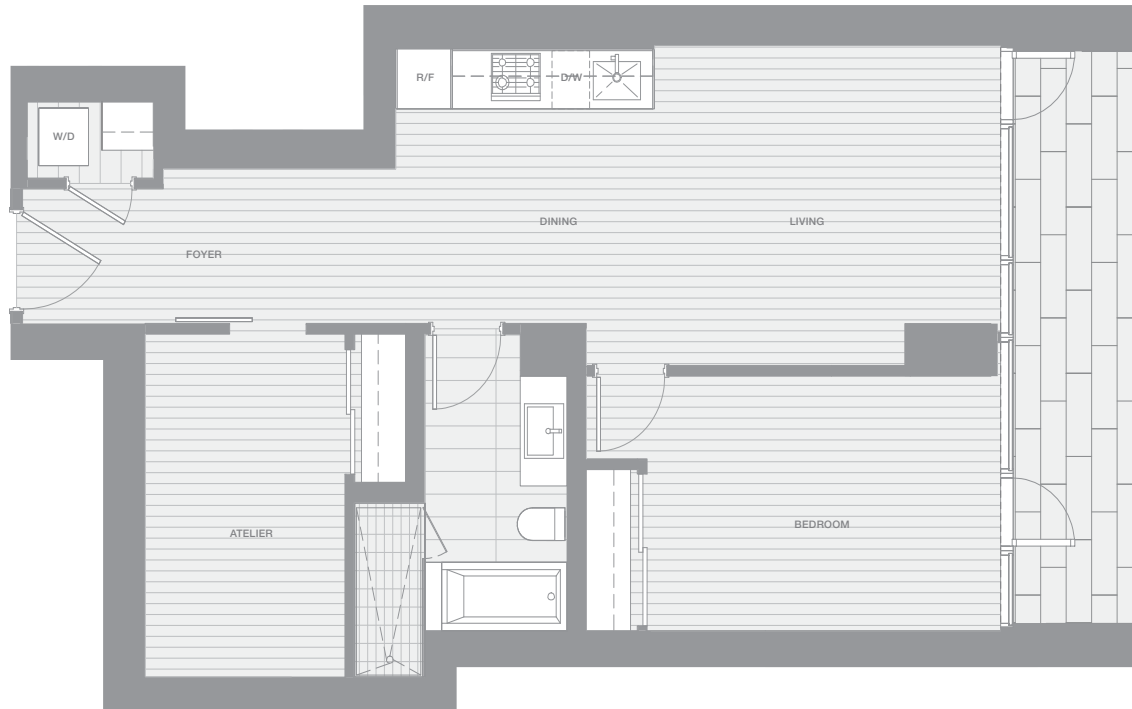 R/F
D/W
W/D
DINING
LIVING
FOYER
BEDROOM
ATELIER